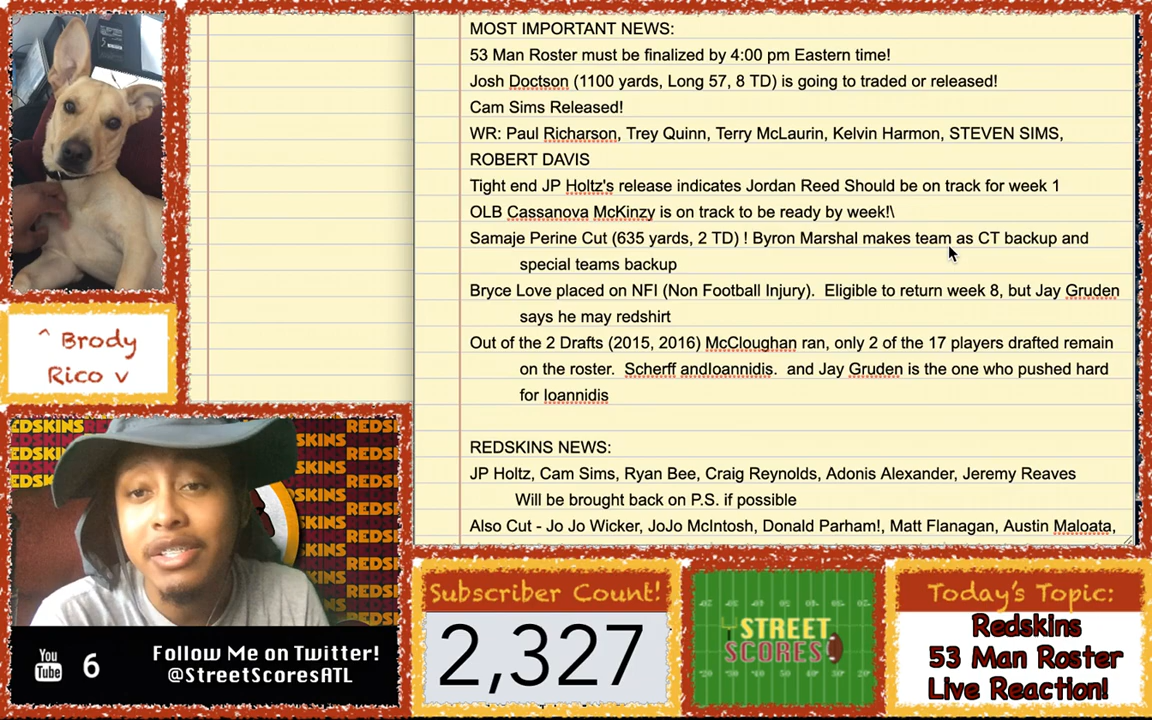 MOST IMPORTANT NEWS:
53 Man Roster must be finalized by 4:00 pm Eastern time!
Josh Doctson (1100 yards, Long 57, 8 TD) is going to traded or released!
Cam Sims Released!
WR: Paul Richarson, Trey Quinn, Terry McLaurin, Kelvin Harmon, STEVEN SIMS,
ROBERT DAVIS
Tight end JP Holtz's release indicates Jordan Reed Should be on track for week 1
OLB Cassanova McKinzy is on track to be ready by week!\
Samaje Perine Cut (635 yards, 2 TD) ! Byron Marshal makes team as CT backup and
special teams backup
Bryce Love placed on NFI (Non Football Injury).  Eligible to return week 8, but Jay Gruden
says he may redshirt
Out of the 2 Drafts (2015, 2016) McCloughan ran, only 2 of the 17 players drafted remain
on the roster.  Scherff andIoannidis.  and Jay Gruden is the one who pushed hard
for Ioannidis
REDSKINS NEWS:
JP Holtz, Cam Sims, Ryan Bee, Craig Reynolds, Adonis Alexander, Jeremy Reaves
Will be brought back on P.S. if possible
Also Cut - Jo Jo Wicker, JoJo McIntosh, Donald Parham!, Matt Flanagan, Austin Maloata,
^ Brody
Rico v
EDSKINS REDSKINS REDSKINS
You Tube 6
Follow Me on Twitter!
@StreetScoresATL
Subscriber Count!
2,327
STREET
SCORES
Today's Topic:
Redskins
53 Man Roster
Live Reaction!